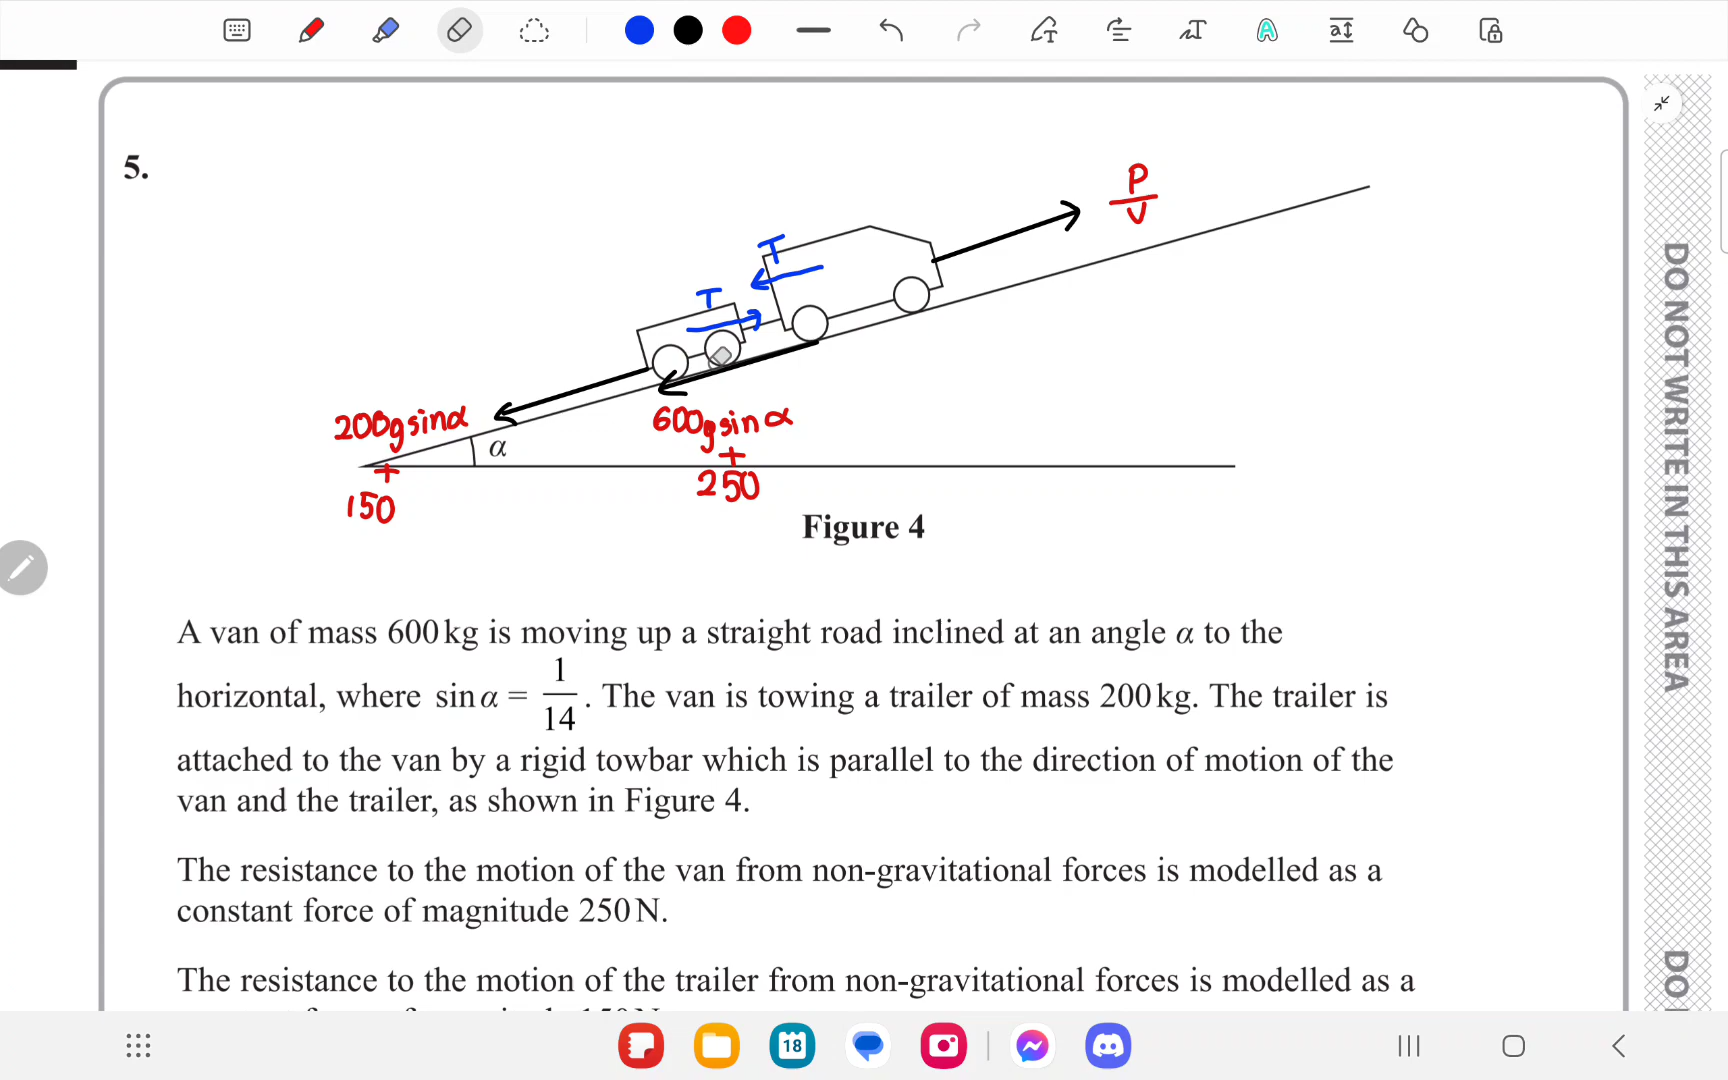 5.
P
V
T
T
200g sin α
+
150
α
600g sin α
+
250
Figure 4
A van of mass 600 kg is moving up a straight road inclined at an angle α to the
horizontal, where sin α = 1/14. The van is towing a trailer of mass 200 kg. The trailer is
attached to the van by a rigid towbar which is parallel to the direction of motion of the
van and the trailer, as shown in Figure 4.
The resistance to the motion of the van from non-gravitational forces is modelled as a
constant force of magnitude 250 N.
The resistance to the motion of the trailer from non-gravitational forces is modelled as a
DO NOT WRITE IN THIS AREA
DO
18